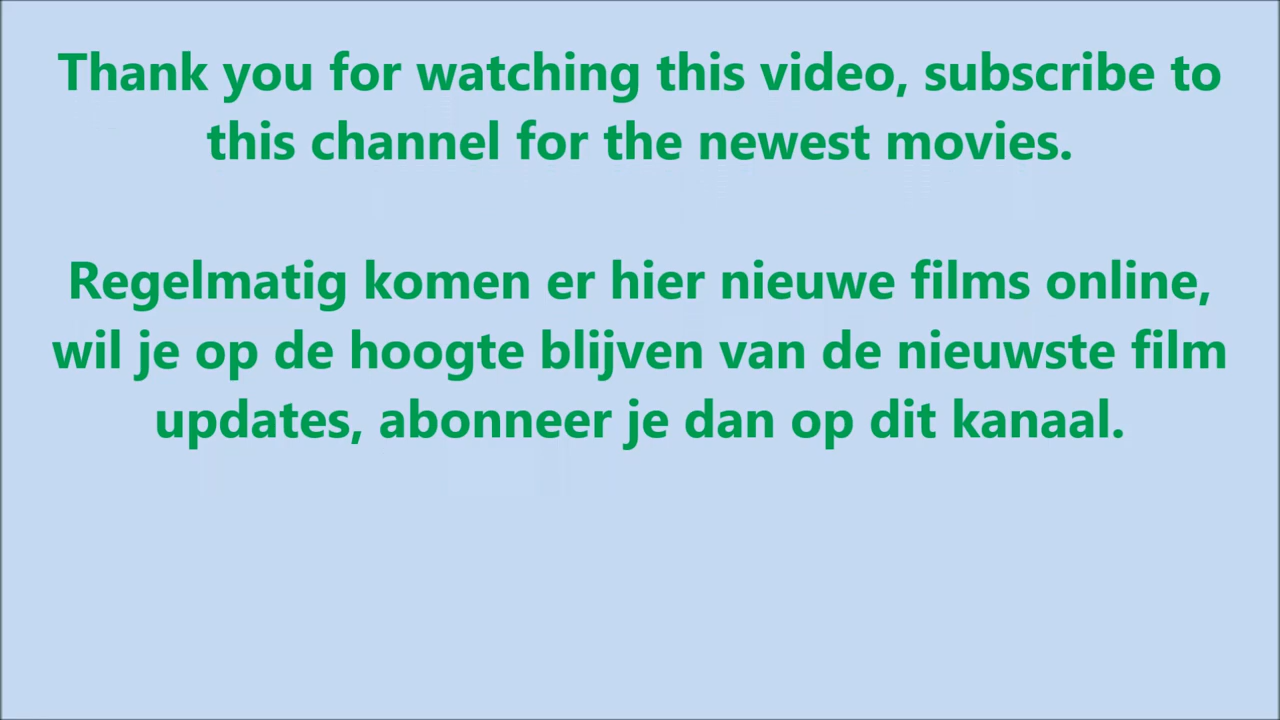 Thank you for watching this video, subscribe to
this channel for the newest movies.
Regelmatig komen er hier nieuwe films online,
wil je op de hoogte blijven van de nieuwste film
updates, abonneer je dan op dit kanaal.